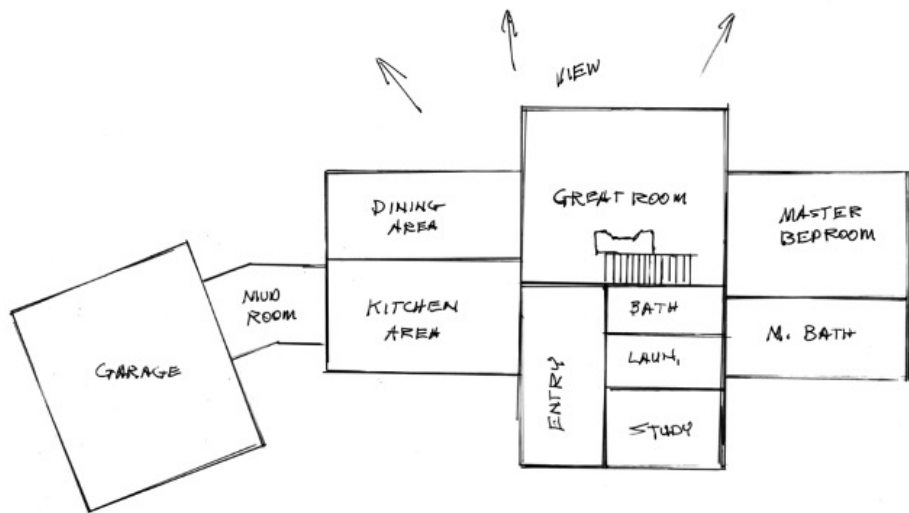 VIEW
DINING
AREA
GREAT ROOM
MASTER
BEDROOM
MUD
ROOM
KITCHEN
AREA
BATH
M. BATH
GARAGE
ENTRY
LAUN.
STUDY